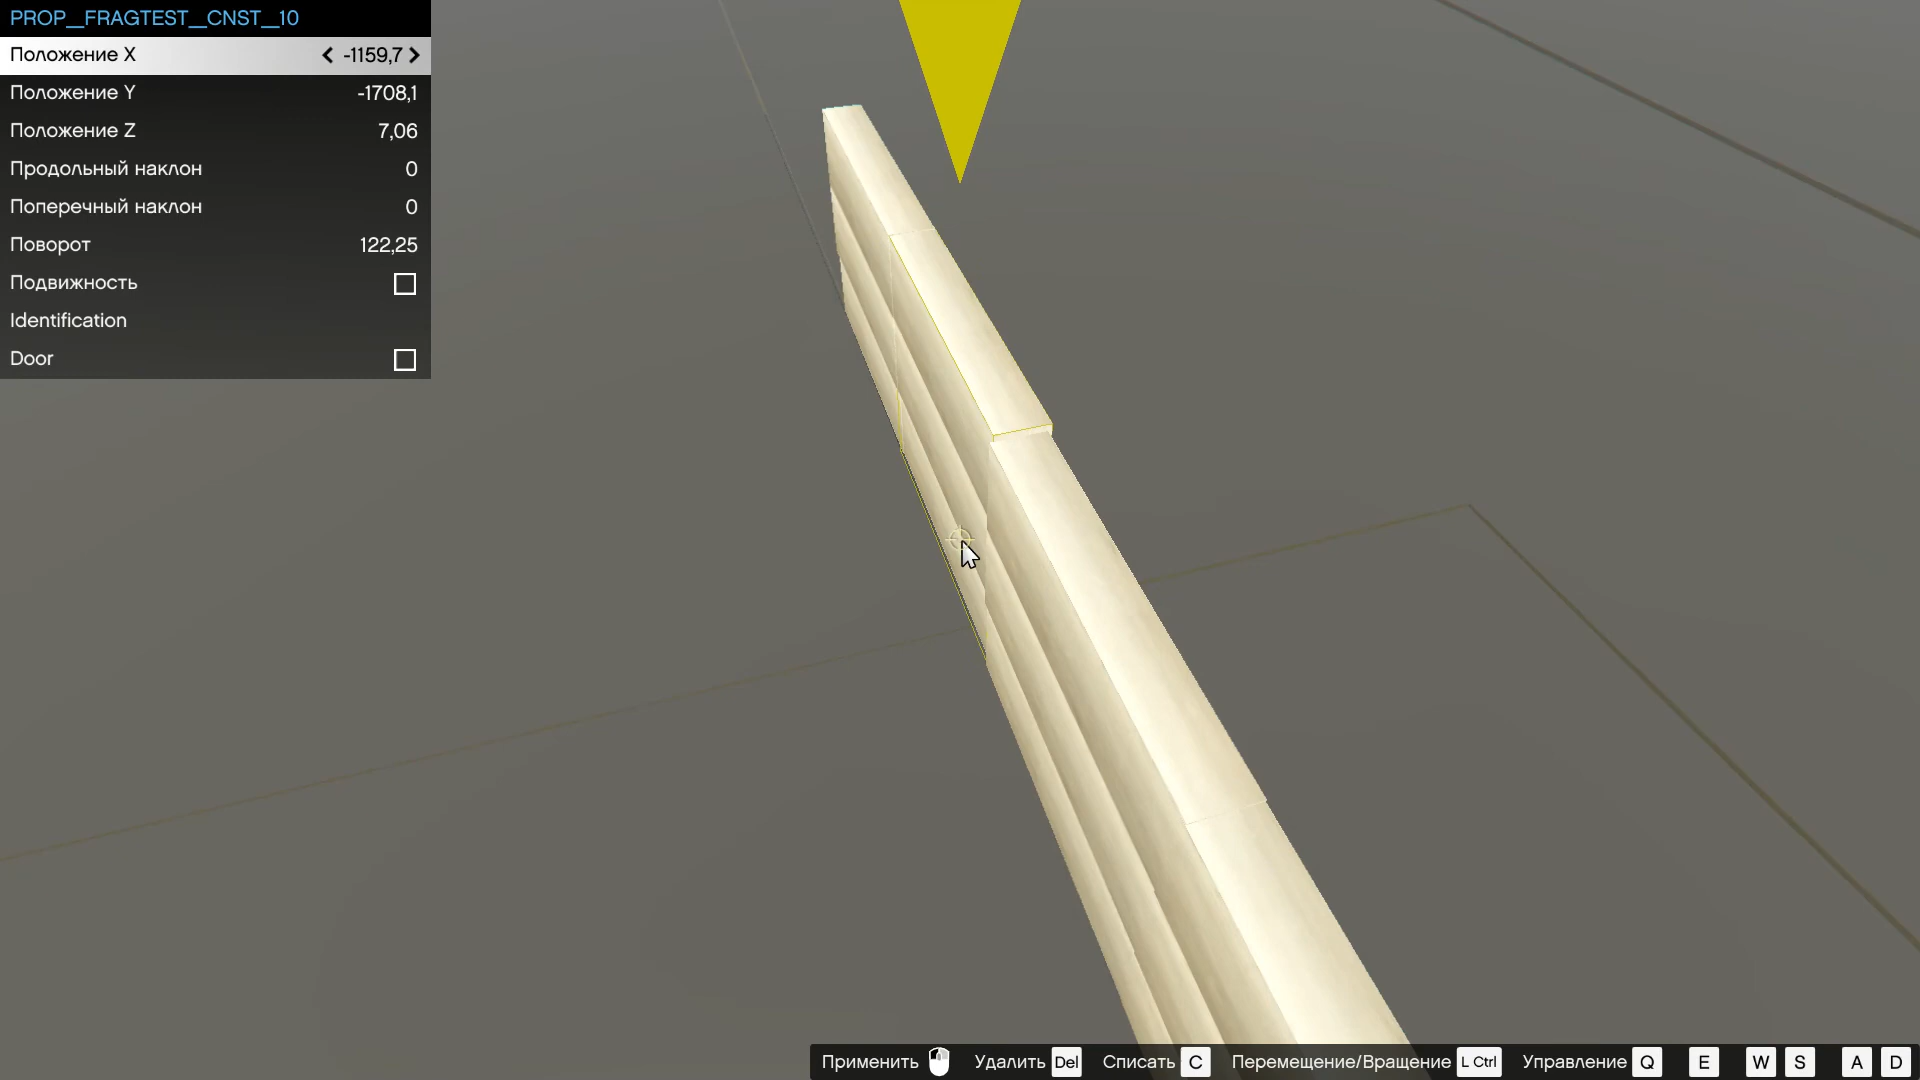 PROP__FRAGTEST__CNST__10
Положение X -1159,7
Положение Y -1708,1
Положение Z 7,06
Продольный наклон 0
Поперечный наклон 0
Поворот 122,25
Подвижность
Identification
Door
Применить Удалить Del Списать C Перемещение/Вращение L Ctrl Управление Q E W S A D